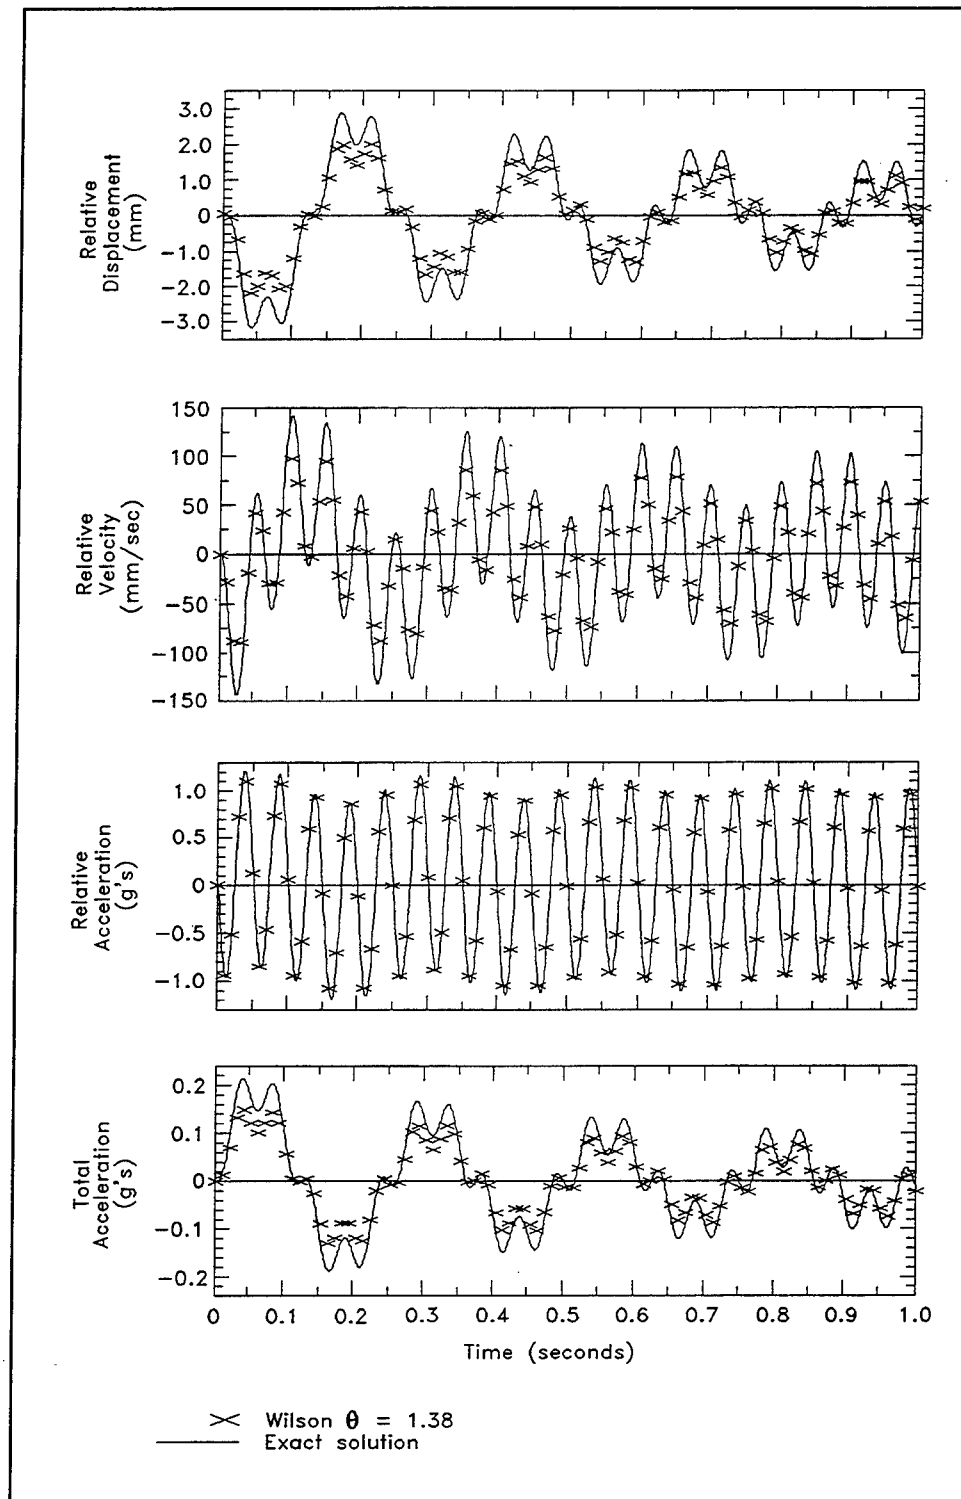 3.0
2.0
1.0
0
−1.0
−2.0
−3.0
Relative
Displacement
(mm)
150
100
50
0
−50
−100
−150
Relative
Velocity
(mm/sec)
1.0
0.5
0
−0.5
−1.0
Relative
Acceleration
(g's)
0.2
0.1
0
−0.1
−0.2
Total
Acceleration
(g's)
0 0.1 0.2 0.3 0.4 0.5 0.6 0.7 0.8 0.9 1.0
Time (seconds)
Wilson θ = 1.38
Exact solution